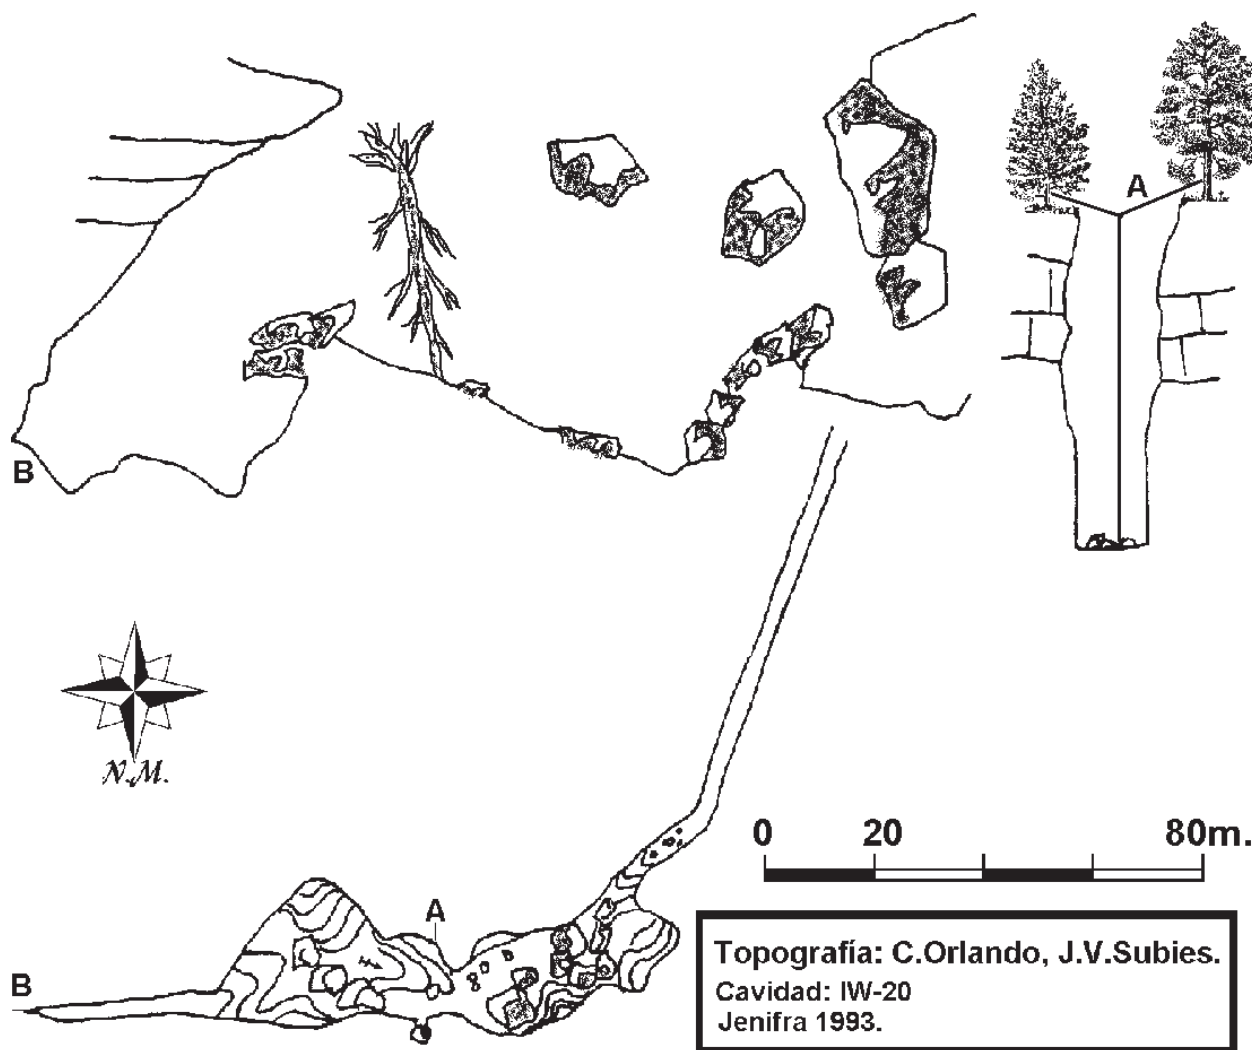 A
B
N.M.
0 20 80m.
A
B
Topografía: C.Orlando, J.V.Subies.
Cavidad: IW-20
Jenifra 1993.